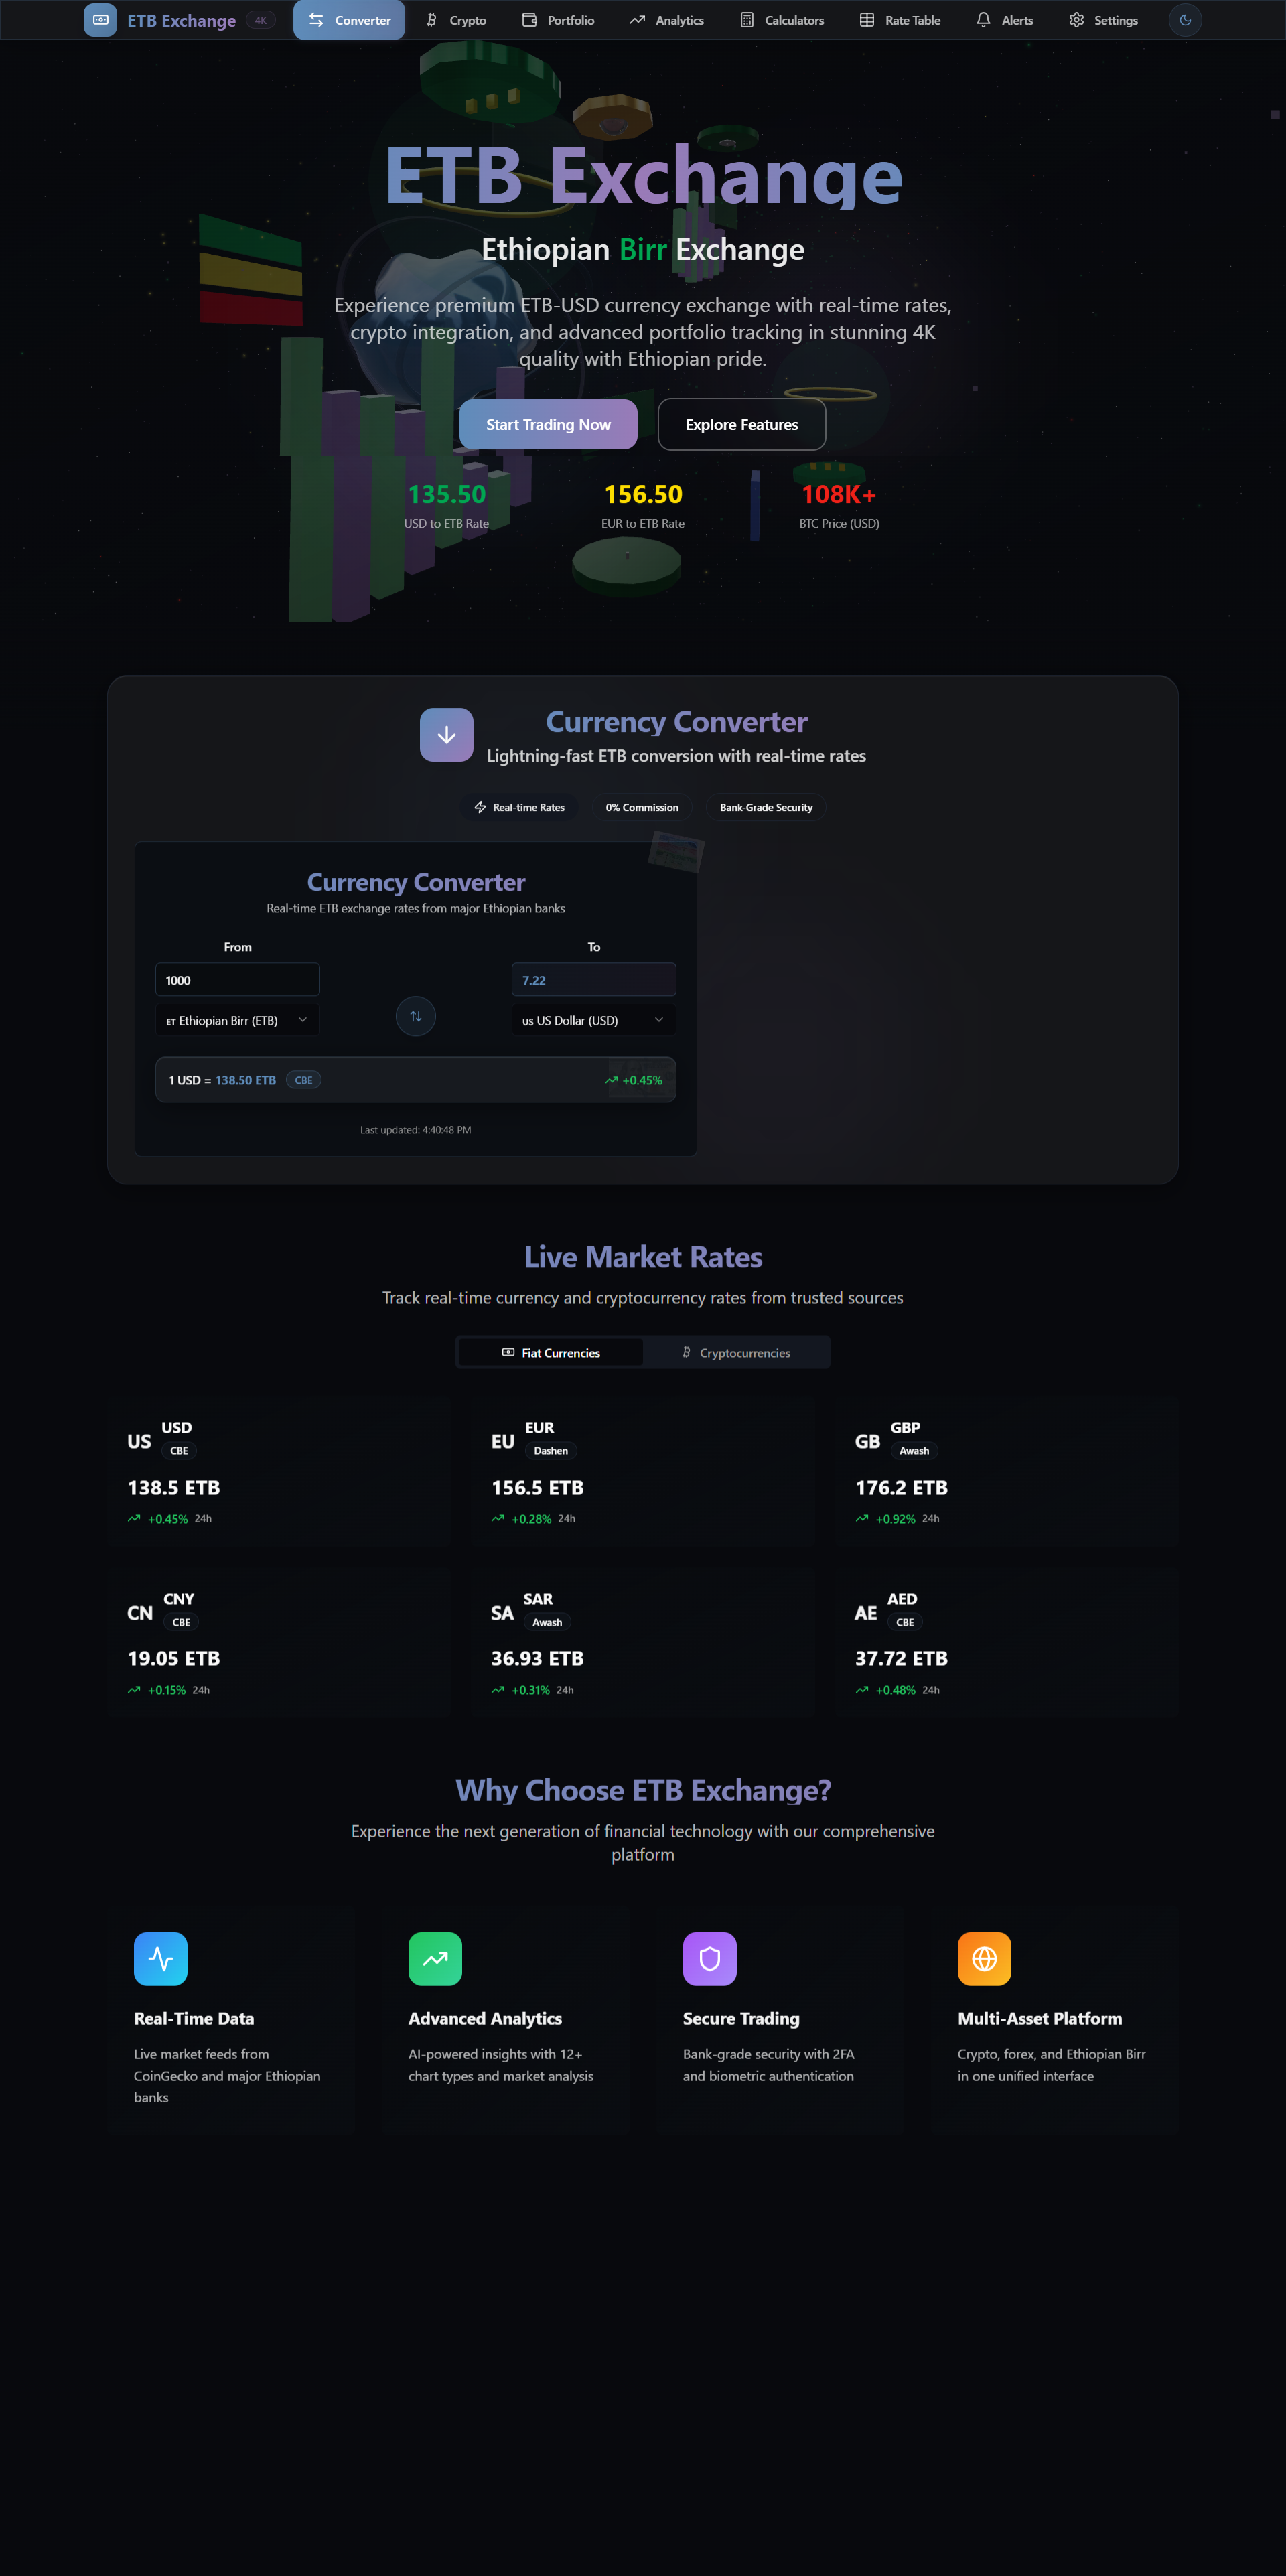 ETB Exchange 4K Converter Crypto Portfolio Analytics Calculators Rate Table Alerts Settings
ETB Exchange
Ethiopian Birr Exchange
Experience premium ETB-USD currency exchange with real-time rates,
crypto integration, and advanced portfolio tracking in stunning 4K
quality with Ethiopian pride.
Start Trading Now Explore Features
135.50 156.50 108K+
USD to ETB Rate EUR to ETB Rate BTC Price (USD)
Currency Converter
Lightning-fast ETB conversion with real-time rates
Real-time Rates 0% Commission Bank-Grade Security
Currency Converter
Real-time ETB exchange rates from major Ethiopian banks
From To
1000 7.22
ET Ethiopian Birr (ETB) us US Dollar (USD)
1 USD = 138.50 ETB CBE +0.45%
Last updated: 4:40:48 PM
Live Market Rates
Track real-time currency and cryptocurrency rates from trusted sources
Fiat Currencies Cryptocurrencies
US USD CBE
138.5 ETB
+0.45% 24h
EU EUR Dashen
156.5 ETB
+0.28% 24h
GB GBP Awash
176.2 ETB
+0.92% 24h
CN CNY CBE
19.05 ETB
+0.15% 24h
SA SAR Awash
36.93 ETB
+0.31% 24h
AE AED CBE
37.72 ETB
+0.48% 24h
Why Choose ETB Exchange?
Experience the next generation of financial technology with our comprehensive
platform
Real-Time Data
Live market feeds from
CoinGecko and major Ethiopian
banks
Advanced Analytics
AI-powered insights with 12+
chart types and market analysis
Secure Trading
Bank-grade security with 2FA
and biometric authentication
Multi-Asset Platform
Crypto, forex, and Ethiopian Birr
in one unified interface